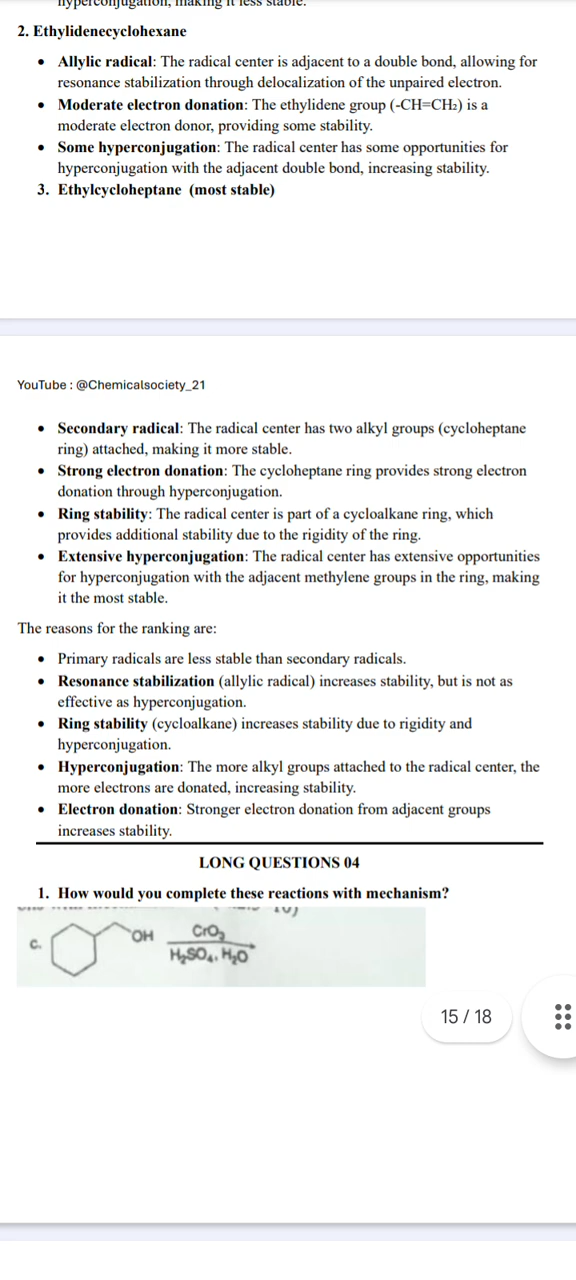 hyperconjugation, making it less stable.
2. Ethylidenecyclohexane
• Allylic radical: The radical center is adjacent to a double bond, allowing for
resonance stabilization through delocalization of the unpaired electron.
• Moderate electron donation: The ethylidene group (-CH=CH₂) is a
moderate electron donor, providing some stability.
• Some hyperconjugation: The radical center has some opportunities for
hyperconjugation with the adjacent double bond, increasing stability.
3. Ethylcycloheptane (most stable)
YouTube : @Chemicalsociety_21
• Secondary radical: The radical center has two alkyl groups (cycloheptane
ring) attached, making it more stable.
• Strong electron donation: The cycloheptane ring provides strong electron
donation through hyperconjugation.
• Ring stability: The radical center is part of a cycloalkane ring, which
provides additional stability due to the rigidity of the ring.
• Extensive hyperconjugation: The radical center has extensive opportunities
for hyperconjugation with the adjacent methylene groups in the ring, making
it the most stable.
The reasons for the ranking are:
• Primary radicals are less stable than secondary radicals.
• Resonance stabilization (allylic radical) increases stability, but is not as
effective as hyperconjugation.
• Ring stability (cycloalkane) increases stability due to rigidity and
hyperconjugation.
• Hyperconjugation: The more alkyl groups attached to the radical center, the
more electrons are donated, increasing stability.
• Electron donation: Stronger electron donation from adjacent groups
increases stability.
LONG QUESTIONS 04
1. How would you complete these reactions with mechanism?
c. OH CrO₃
H₂SO₄, H₂O
15 / 18